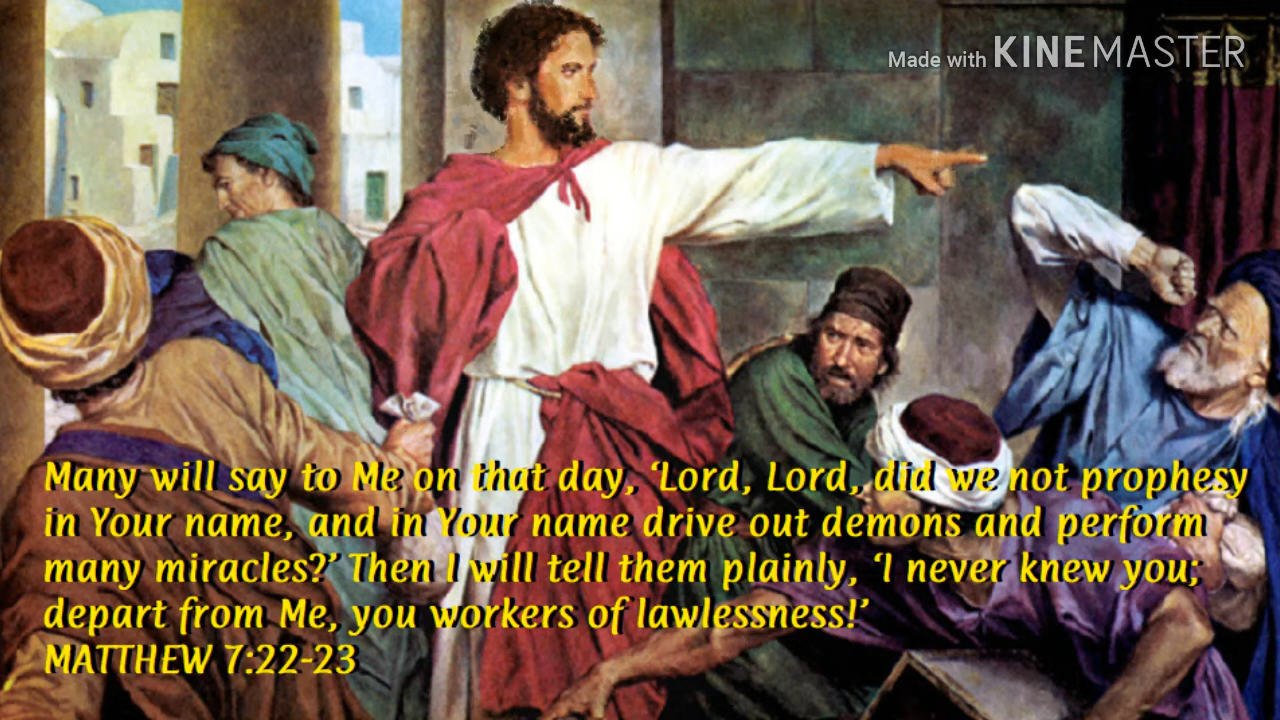 Made with KINEMASTER
Many will say to Me on that day, ‘Lord, Lord, did we not prophesy
in Your name, and in Your name drive out demons and perform
many miracles?’ Then I will tell them plainly, ‘I never knew you;
depart from Me, you workers of lawlessness!’
MATTHEW 7:22-23